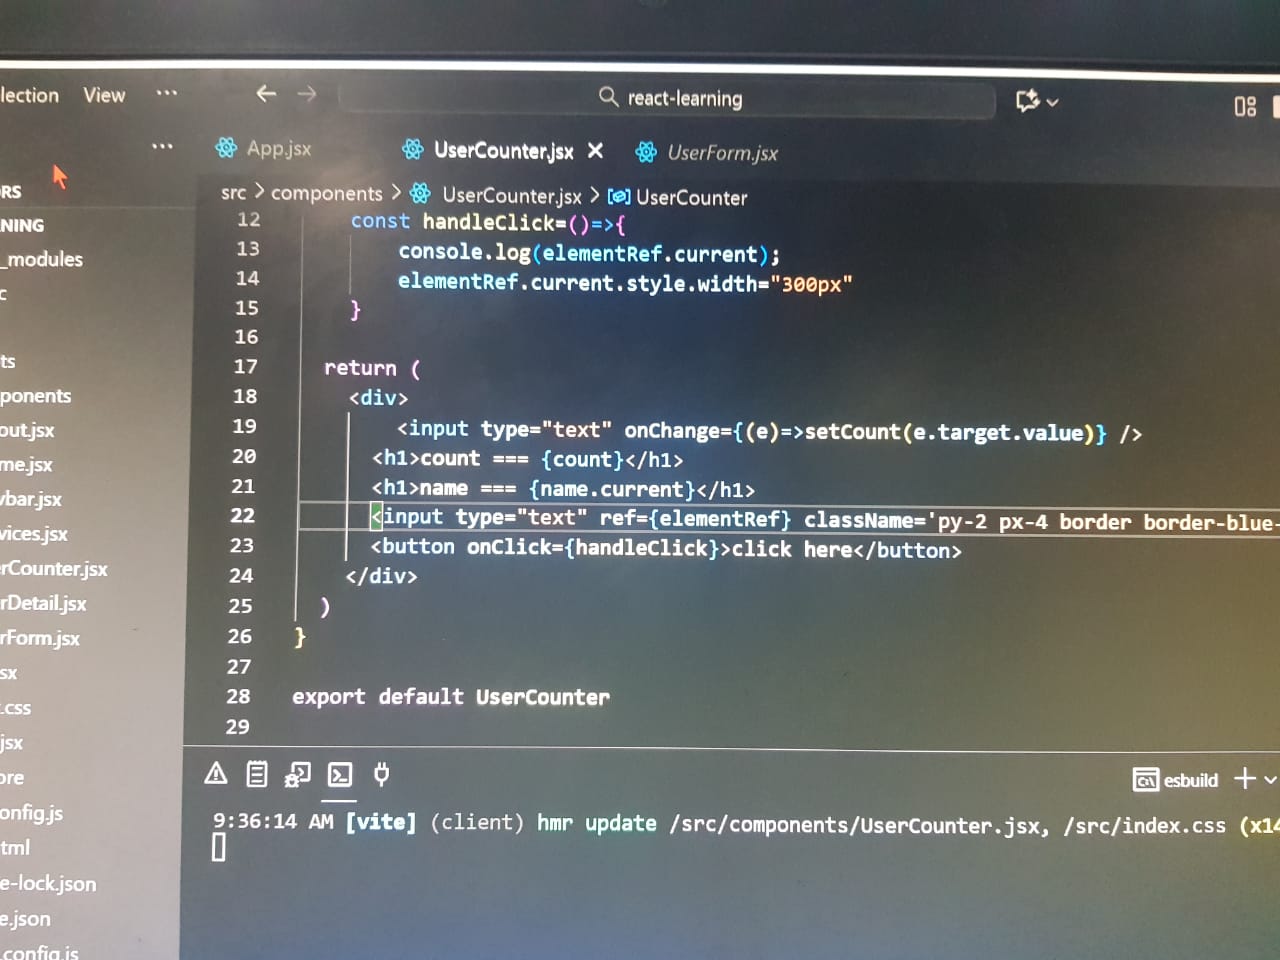 lection View ...
react-learning
...
App.jsx UserCounter.jsx UserForm.jsx
src > components > UserCounter.jsx > UserCounter
RS
NING
_modules
c
ts
ponents
out.jsx
me.jsx
vbar.jsx
vices.jsx
rCounter.jsx
rDetail.jsx
rForm.jsx
sx
.css
jsx
ore
onfig.js
tml
e-lock.json
e.json
.config.js
12 const handleClick=()=>{
13 console.log(elementRef.current);
14 elementRef.current.style.width="300px"
15 }
16
17 return (
18 <div>
19 <input type="text" onChange={(e)=>setCount(e.target.value)} />
20 <h1>count === {count}</h1>
21 <h1>name === {name.current}</h1>
22 <input type="text" ref={elementRef} className='py-2 px-4 border border-blue-
23 <button onClick={handleClick}>click here</button>
24 </div>
25 )
26 }
27
28 export default UserCounter
29
esbuild
9:36:14 AM [vite] (client) hmr update /src/components/UserCounter.jsx, /src/index.css (x14